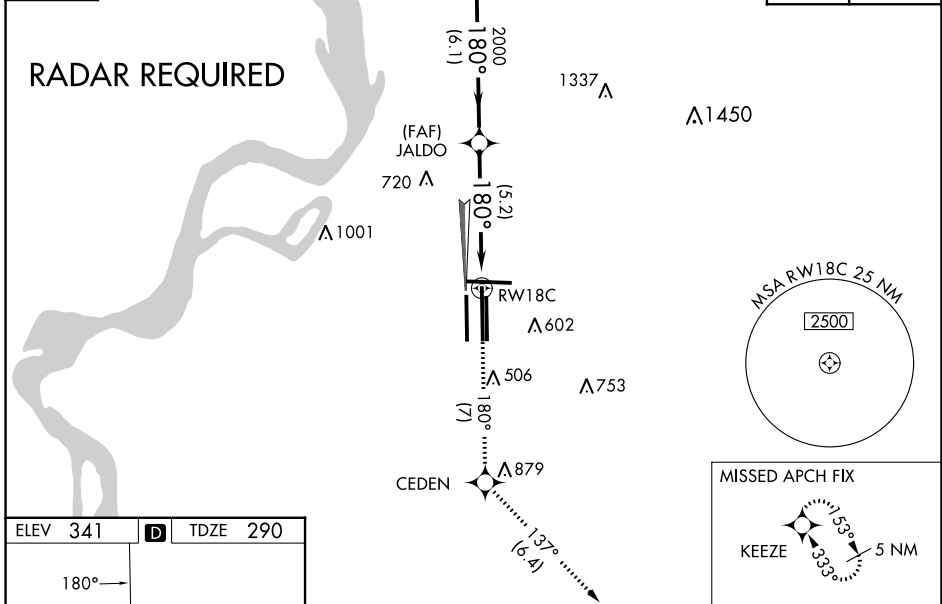 2000
180°
(6.1)
RADAR REQUIRED
1337
1450
(FAF)
JALDO
720
180°
(5.2)
1001
RW18C
MSA RW18C 25 NM
2500
602
506
753
180°
(7)
879
CEDEN
137°
(6.4)
MISSED APCH FIX
KEEZE
153°
333°
5 NM
ELEV 341 D TDZE 290
180°